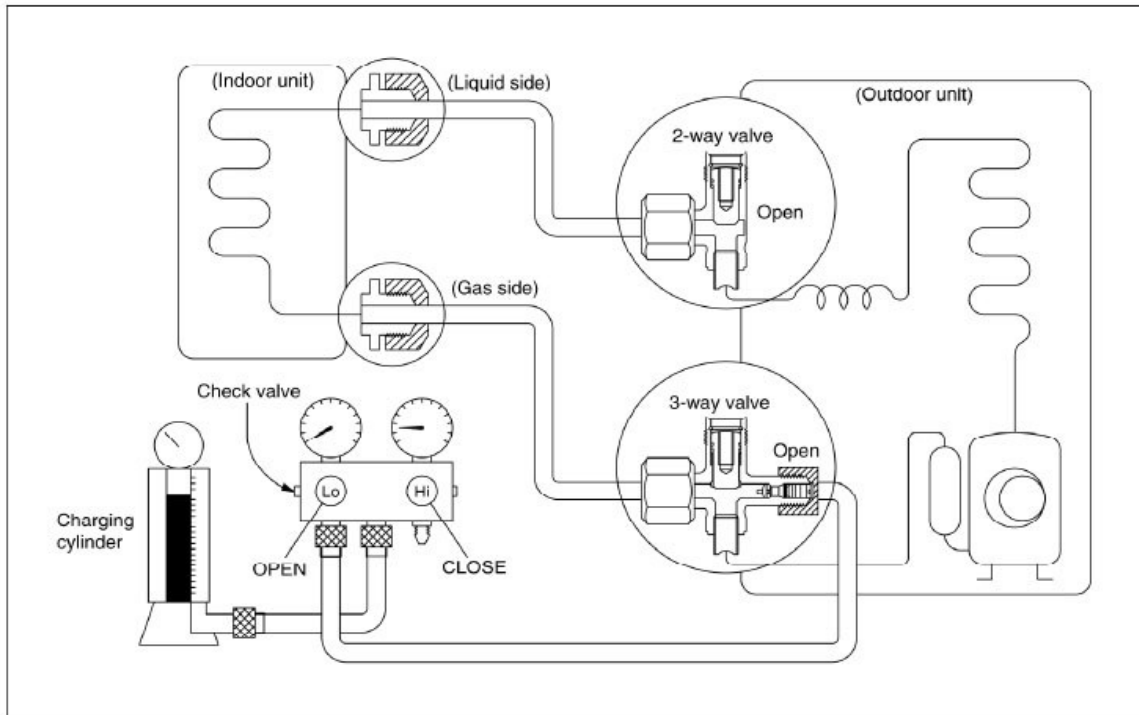 (Indoor unit)
(Liquid side)
(Outdoor unit)
2-way valve
Open
(Gas side)
3-way valve
Open
Check valve
Lo
Hi
Charging
cylinder
OPEN
CLOSE